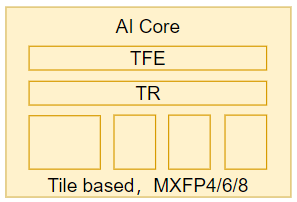 AI Core
TFE
TR
Tile based，MXFP4/6/8